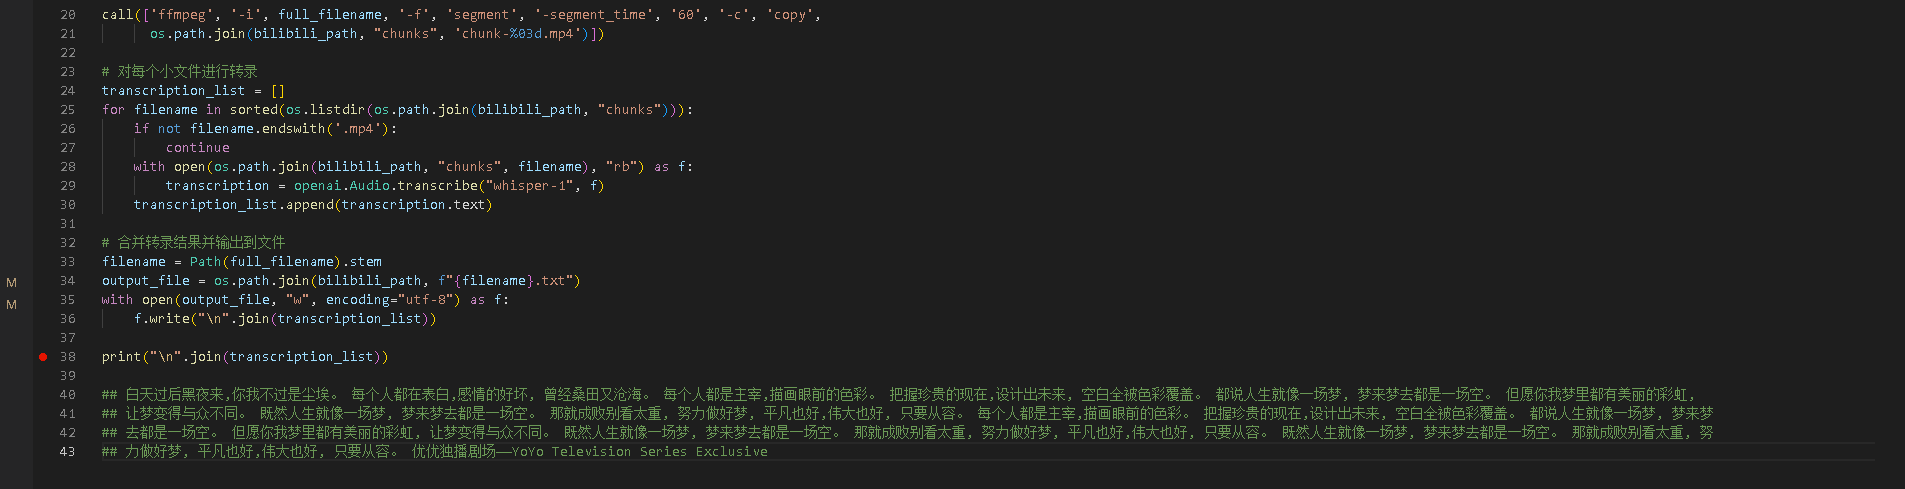 20 call(['ffmpeg', '-i', full_filename, '-f', 'segment', '-segment_time', '60', '-c', 'copy',
21 os.path.join(bilibili_path, "chunks", 'chunk-%03d.mp4')])
22
23 # 对每个小文件进行转录
24 transcription_list = []
25 for filename in sorted(os.listdir(os.path.join(bilibili_path, "chunks"))):
26 if not filename.endswith('.mp4'):
27 continue
28 with open(os.path.join(bilibili_path, "chunks", filename), "rb") as f:
29 transcription = openai.Audio.transcribe("whisper-1", f)
30 transcription_list.append(transcription.text)
31
32 # 合并转录结果并输出到文件
33 filename = Path(full_filename).stem
M 34 output_file = os.path.join(bilibili_path, f"{filename}.txt")
M 35 with open(output_file, "w", encoding="utf-8") as f:
36 f.write("\n".join(transcription_list))
37
38 print("\n".join(transcription_list))
39
40 ## 白天过后黑夜来,你我不过是尘埃。 每个人都在表白,感情的好坏, 曾经桑田又沧海。 每个人都是主宰,描画眼前的色彩。 把握珍贵的现在,设计出未来, 空白全被色彩覆盖。 都说人生就像一场梦, 梦来梦去都是一场空。 但愿你我梦里都有美丽的彩虹,
41 ## 让梦变得与众不同。 既然人生就像一场梦, 梦来梦去都是一场空。 那就成败别看太重, 努力做好梦, 平凡也好,伟大也好, 只要从容。 每个人都是主宰,描画眼前的色彩。 把握珍贵的现在,设计出未来, 空白全被色彩覆盖。 都说人生就像一场梦, 梦来梦
42 ## 去都是一场空。 但愿你我梦里都有美丽的彩虹, 让梦变得与众不同。 既然人生就像一场梦, 梦来梦去都是一场空。 那就成败别看太重, 努力做好梦, 平凡也好,伟大也好, 只要从容。 既然人生就像一场梦, 梦来梦去都是一场空。 那就成败别看太重, 努
43 ## 力做好梦, 平凡也好,伟大也好, 只要从容。 优优独播剧场——YoYo Television Series Exclusive